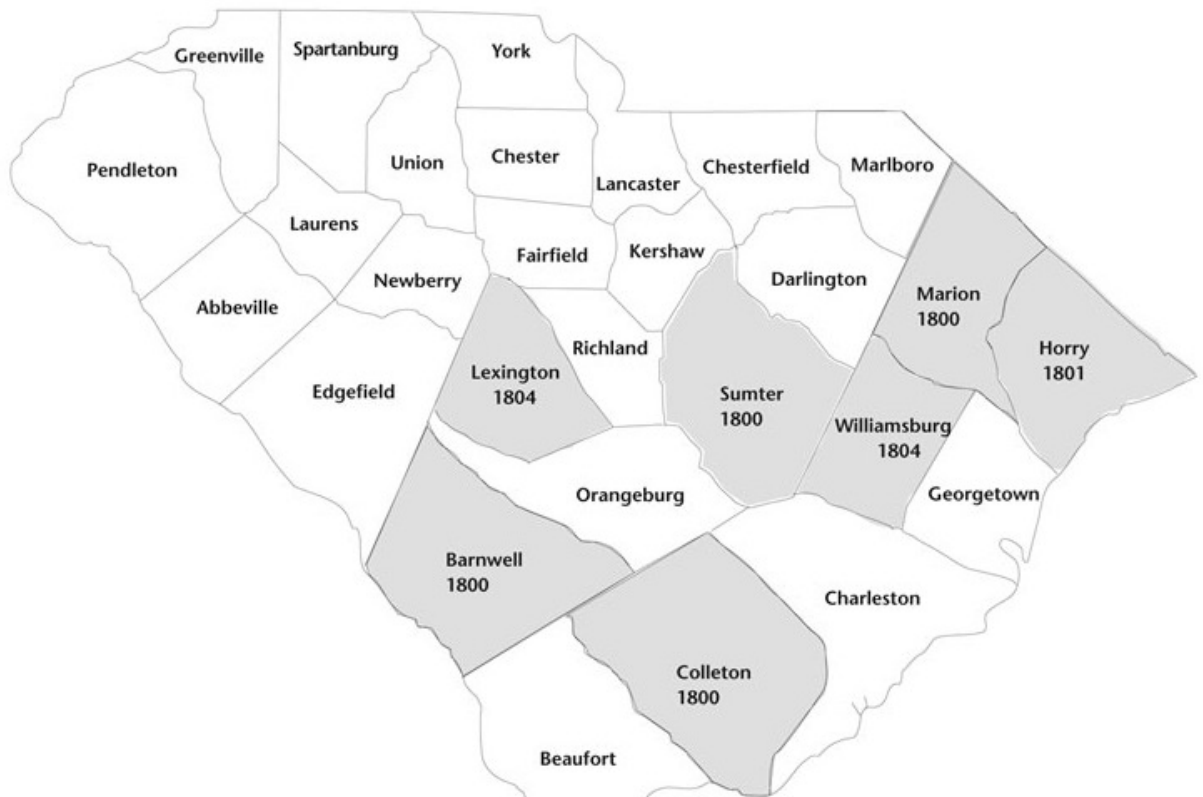 Greenville
Spartanburg
York
Pendleton
Union
Chester
Lancaster
Chesterfield
Marlboro
Laurens
Abbeville
Newberry
Fairfield
Kershaw
Darlington
Marion
1800
Horry
1801
Edgefield
Lexington
1804
Richland
Sumter
1800
Williamsburg
1804
Georgetown
Orangeburg
Barnwell
1800
Charleston
Colleton
1800
Beaufort